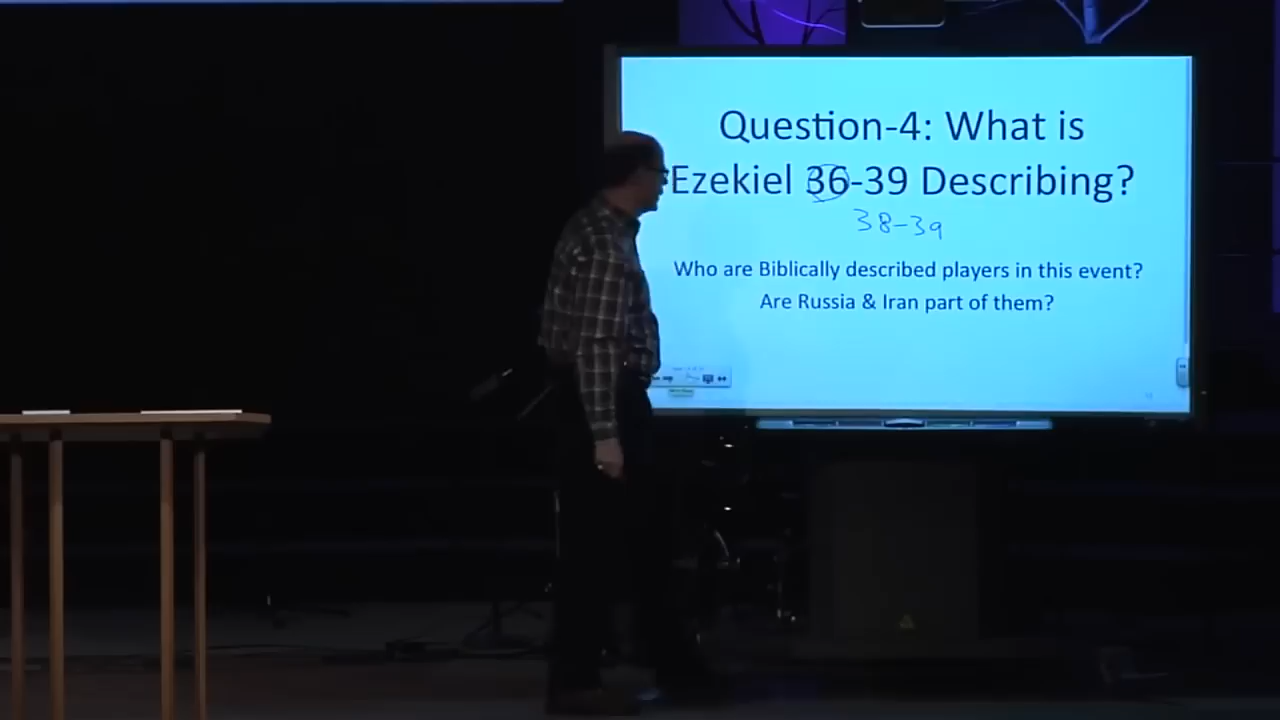 Question-4: What is
Ezekiel 36-39 Describing?
38-39
Who are Biblically described players in this event?
Are Russia & Iran part of them?